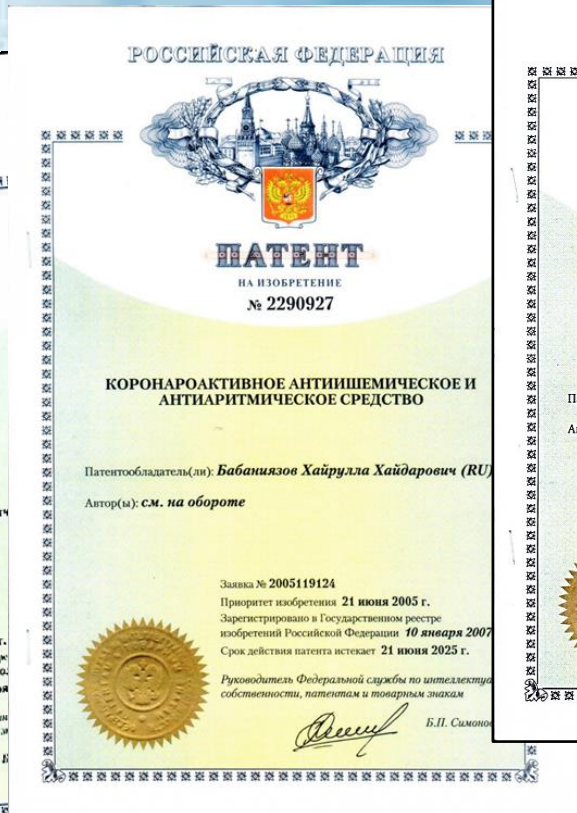 РОССИЙСКАЯ ФЕДЕРАЦИЯ
ПАТЕНТ
НА ИЗОБРЕТЕНИЕ
№ 2290927
КОРОНАРОАКТИВНОЕ АНТИИШЕМИЧЕСКОЕ И
АНТИАРИТМИЧЕСКОЕ СРЕДСТВО
Патентообладатель(ли): Бабаниязов Хайрулла Хайдарович (RU)
Автор(ы): см. на обороте
Заявка № 2005119124
Приоритет изобретения 21 июня 2005 г.
Зарегистрировано в Государственном реестре
изобретений Российской Федерации 10 января 2007
Срок действия патента истекает 21 июня 2025 г.
Руководитель Федеральной службы по интеллектуа
собственности, патентам и товарным знакам
Б.П. Симоно